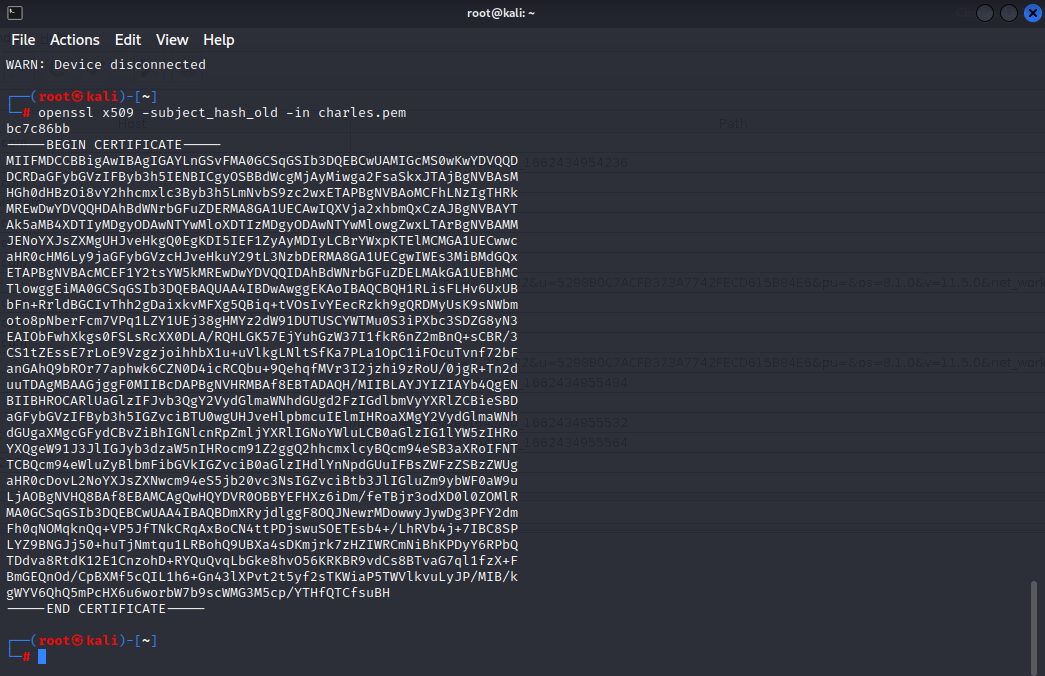 root@kali: ~
File Actions Edit View Help
WARN: Device disconnected
┌──(root㉿kali)-[~]
└─# openssl x509 -subject_hash_old -in charles.pem
bc7c86bb
-----BEGIN CERTIFICATE-----
MIIFMDCCBBigAwIBAgIGAYLnGSvFMA0GCSqGSIb3DQEBCwUAMIGcMS0wKwYDVQQD
DCRDaGFybGVzIFByb3h5IENBICgyOSBBdWcgMjAyMiwga2FsaSkxJTAjBgNVBAsM
HGh0dHBzOi8vY2hhcmxlc3Byb3h5LmNvbS9zc2wxETAPBgNVBAoMCFhLNzIgTHRk
MREwDwYDVQQHDAhBdWNrbGFuZDERMA8GA1UECAwIQXVja2xhbmQxCzAJBgNVBAYT
Ak5aMB4XDTIyMDgyODAwNTYwMloXDTIzMDgyODAwNTYwMlowgZwxLTArBgNVBAMM
JENoYXJsZXMgUHJveHkgQ0EgKDI5IEF1ZyAyMDIyLCBrYWxpKTElMCMGA1UECwwc
aHR0cHM6Ly9jaGFybGVzcHJveHkuY29tL3NzbDERMA8GA1UECgwIWEs3MiBMdGQx
ETAPBgNVBAcMCEF1Y2tsYW5kMREwDwYDVQQIDAhBdWNrbGFuZDELMAkGA1UEBhMC
TlowggEiMA0GCSqGSIb3DQEBAQUAA4IBDwAwggEKAoIBAQCBQH1RLisFLHv6UxUB
bFn+RrldBGCIvThh2gDaixkvMFXg5QBiq+tVOsIvYEecRzkh9gQRDMyUsK9sNWbm
oto8pNberFcm7VPq1LZY1UEj38gHMYz2dW91DUTUSCYWTMu0S3iPXbc3SDZG8yN3
EAIObFwhXkgs0FSLsRcXX0DLA/RQHLGK57EjYuhGzW37I1fkR6nZ2mBnQ+sCBR/3
CS1tZEssE7rLoE9VzgzjoihhbX1u+uVlkgLNltSfKa7PLa1OpC1iFOcuTvnf72bF
anGAhQ9bROr77aphwk6CZN0D4icRCQbu+9QehqfMVr3I2jzhi9zRoU/0jgR+Tn2d
uuTDAgMBAAGjggF0MIIBcDAPBgNVHRMBAf8EBTADAQH/MIIBLAYJYIZIAYb4QgEN
BIIBHROCARlUaGlzIFJvb3QgY2VydGlmaWNhdGUgd2FzIGdlbmVyYXRlZCBieSBD
aGFybGVzIFByb3h5IGZvciBTU0wgUHJveHlpbmcuIElmIHRoaXMgY2VydGlmaWNh
dGUgaXMgcGFydCBvZiBhIGNlcnRpZmljYXRlIGNoYWluLCB0aGlzIG1lYW5zIHRo
YXQgeW91J3JlIGJyb3dzaW5nIHRocm91Z2ggQ2hhcmxlcyBQcm94eSB3aXRoIFNT
TCBQcm94eWluZyBlbmFibGVkIGZvciB0aGlzIHdlYnNpdGUuIFBsZWFzZSBzZWUg
aHR0cDovL2NoYXJsZXNwcm94eS5jb20vc3NsIGZvciBtb3JlIGluZm9ybWF0aW9u
LjAOBgNVHQ8BAf8EBAMCAgQwHQYDVR0OBBYEFHXz6iDm/feTBjr3odXD0l0ZOMlR
MA0GCSqGSIb3DQEBCwUAA4IBAQBDmXRyjdlggF8OQJNewrMDowwyJywDg3PFY2dm
Fh0qNOMqknQq+VP5JfTNkCRqAxBoCN4ttPDjswuSOETEsb4+/LhRVb4j+7IBC8SP
LYZ9BNGJj50+huTjNmtqu1LRBohQ9UBXa4sDKmjrk7zHZIWRCmNiBhKPDyY6RPbQ
TDdva8RtdK12E1CnzohD+RYQuQvqLbGke8hvO56KRKBR9vdCs8BTvaG7ql1fzX+F
BmGEQnOd/CpBXMf5cQIL1h6+Gn43lXPvt2t5yf2sTKWiaP5TWVlkvuLyJP/MIB/k
gWYV6QhQ5mPcHX6u6worbW7b9scWMG3M5cp/YTHfQTCfsuBH
-----END CERTIFICATE-----
┌──(root㉿kali)-[~]
└─#